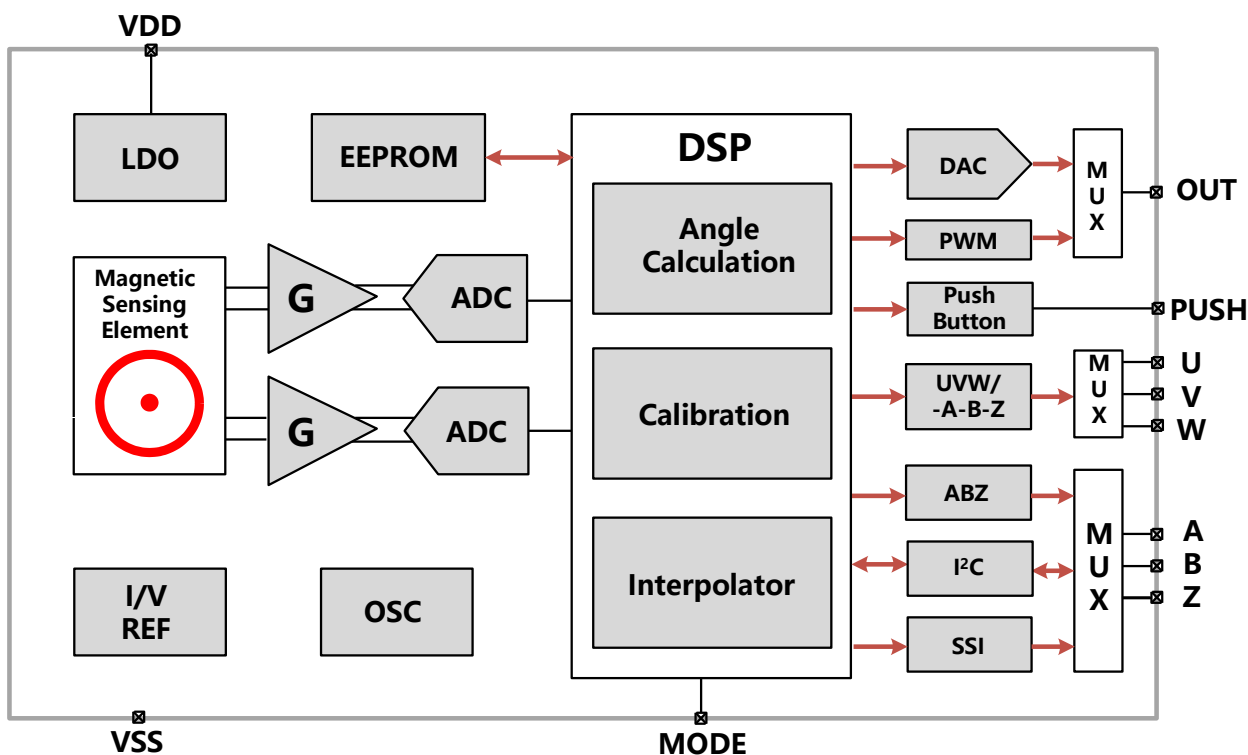 VDD
LDO
EEPROM
DSP
Angle
Calculation
Calibration
Interpolator
Magnetic
Sensing
Element
G
ADC
G
ADC
I/V
REF
OSC
DAC
PWM
M
U
X
OUT
Push
Button
PUSH
UVW/
-A-B-Z
M
U
X
U
V
W
ABZ
I²C
SSI
M
U
X
A
B
Z
VSS
MODE